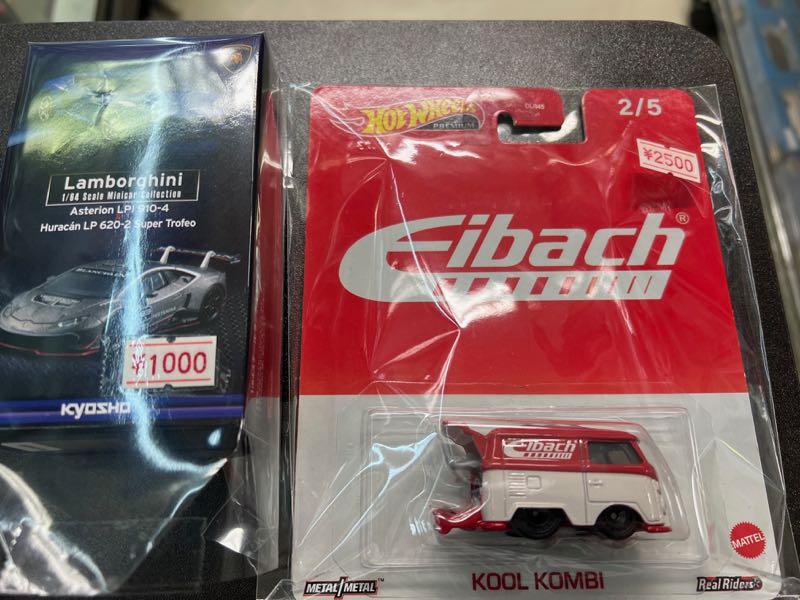 Lamborghini
1/64 Scale Minicar Collection
Asterion LPI 910-4
Huracán LP 620-2 Super Trofeo
¥1000
KYOSHO
HOT WHEELS
PREMIUM
2/5
¥2500
Eibach®
Eibach
MATTEL
METAL/METAL™
KOOL KOMBI
Real Riders